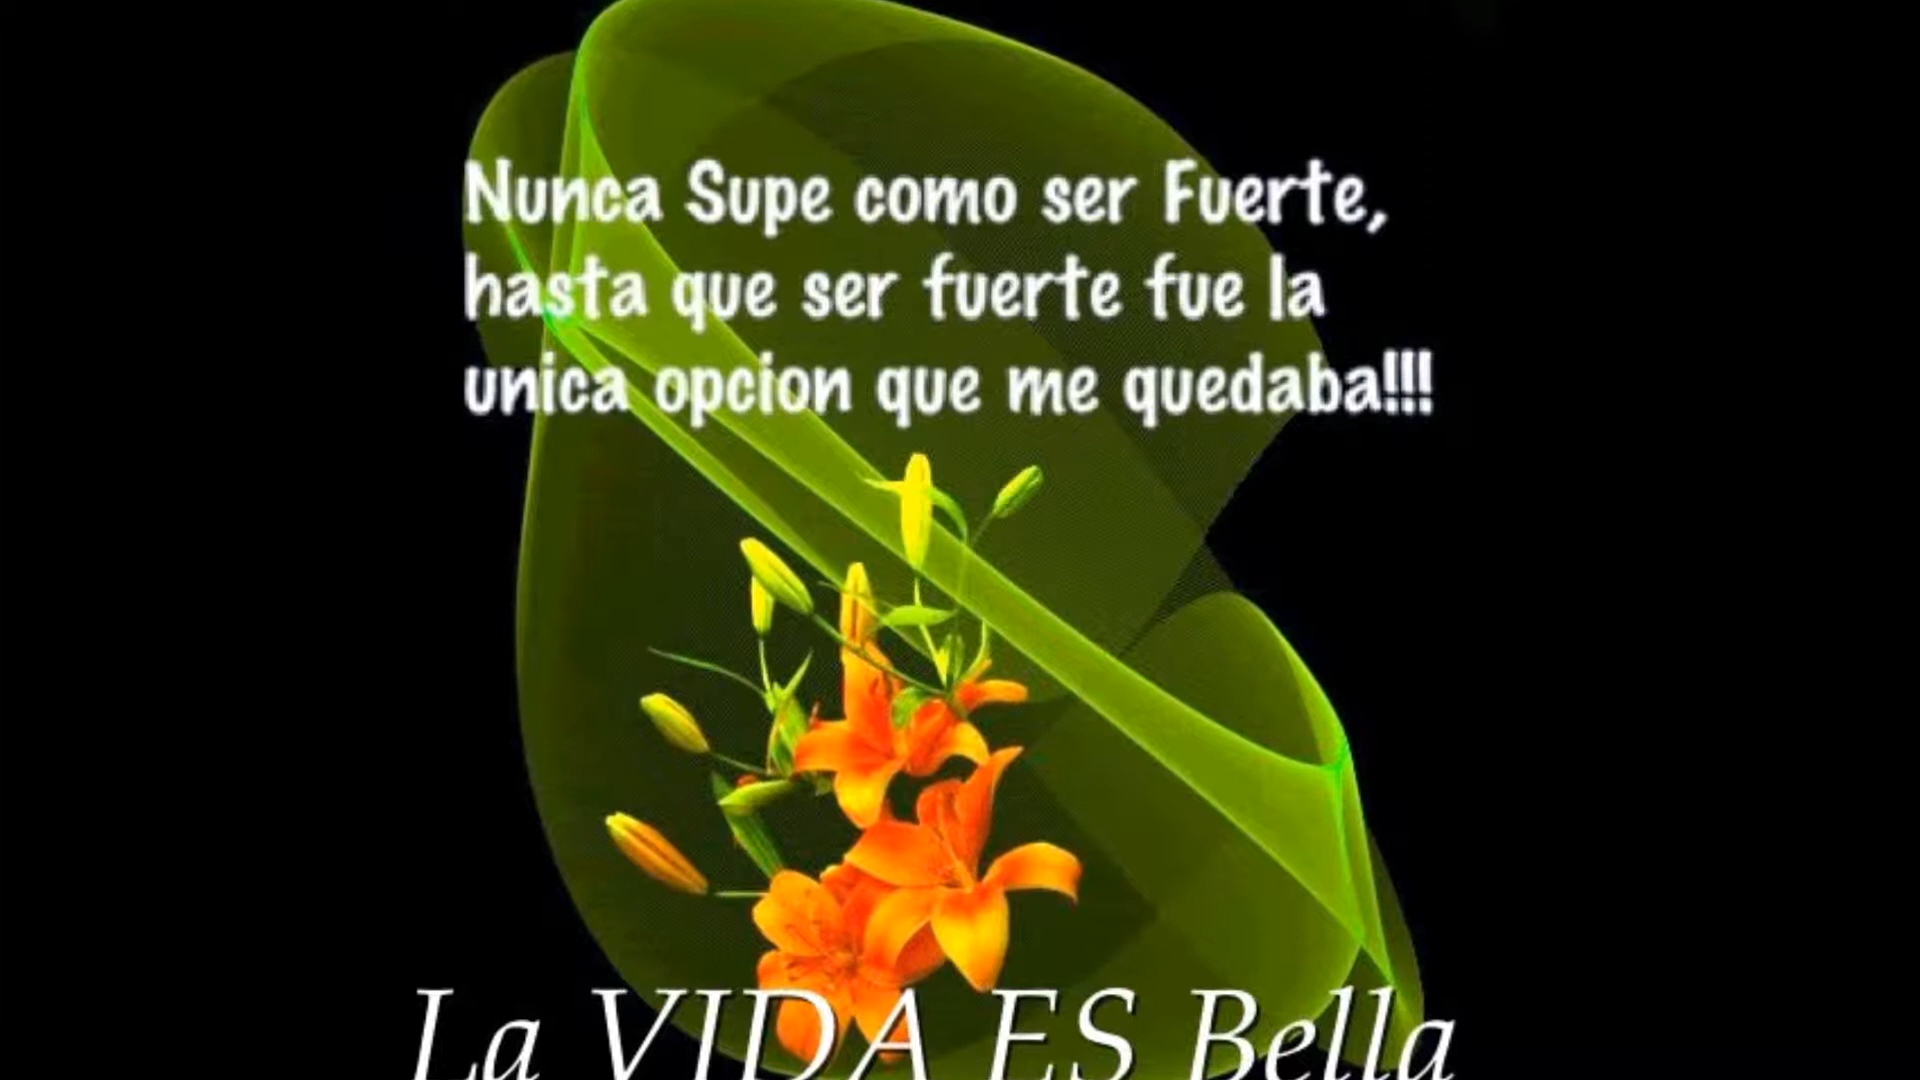 Nunca Supe como ser Fuerte,
hasta que ser fuerte fue la
unica opcion que me quedaba!!!
La VIDA ES Bella